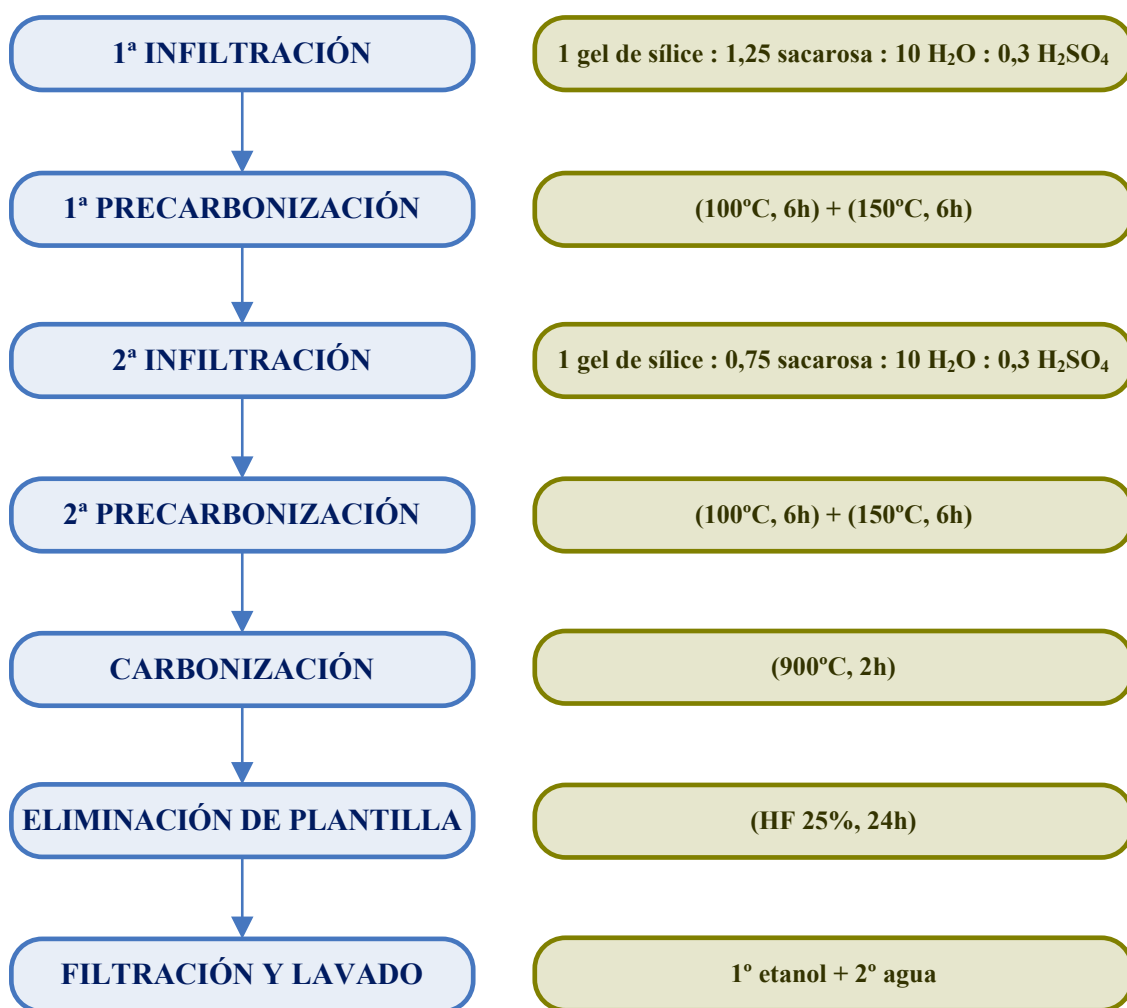 1ª INFILTRACIÓN
1 gel de sílice : 1,25 sacarosa : 10 H₂O : 0,3 H₂SO₄
1ª PRECARBONIZACIÓN
(100ºC, 6h) + (150ºC, 6h)
2ª INFILTRACIÓN
1 gel de sílice : 0,75 sacarosa : 10 H₂O : 0,3 H₂SO₄
2ª PRECARBONIZACIÓN
(100ºC, 6h) + (150ºC, 6h)
CARBONIZACIÓN
(900ºC, 2h)
ELIMINACIÓN DE PLANTILLA
(HF 25%, 24h)
FILTRACIÓN Y LAVADO
1º etanol + 2º agua